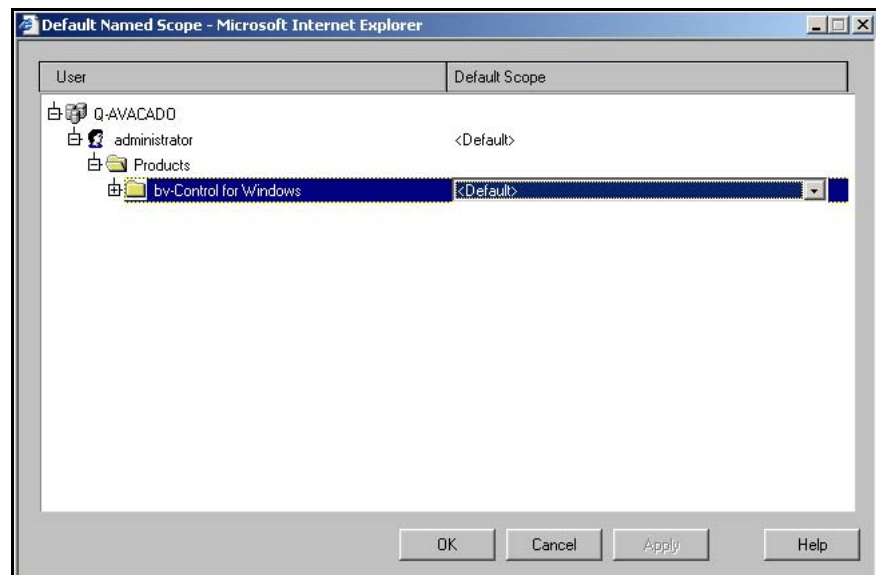 Default Named Scope - Microsoft Internet Explorer
User Default Scope
Q-AVACADO
administrator <Default>
Products
bv-Control for Windows <Default>
OK Cancel Apply Help